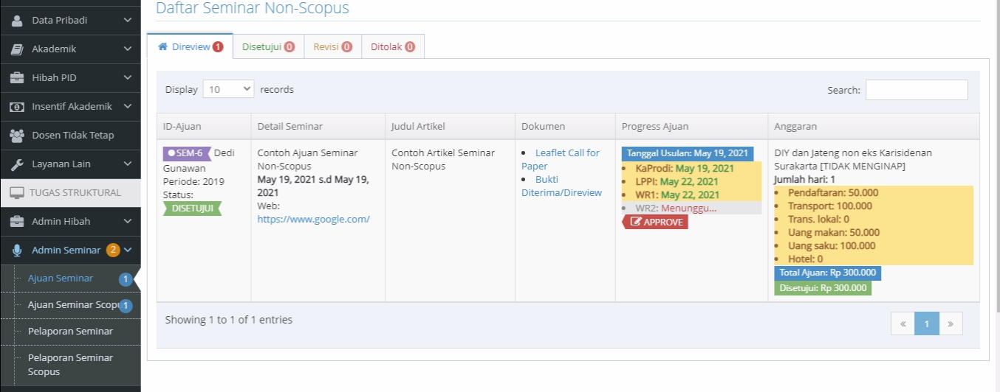 Daftar Seminar Non-Scopus
Data Pribadi
Akademik
Hibah PID
Insentif Akademik
Dosen Tidak Tetap
Layanan Lain
TUGAS STRUKTURAL
Admin Hibah
Admin Seminar 2
Ajuan Seminar 1
Ajuan Seminar Scopu 1
Pelaporan Seminar
Pelaporan Seminar
Scopus
Direview 1 Disetujui 0 Revisi 0 Ditolak 0
Display 10 records Search:
ID-Ajuan Detail Seminar Judul Artikel Dokumen Progress Ajuan Anggaran
SEM-6 Dedi
Gunawan
Periode: 2019
Status:
DISETUJUI
Contoh Ajuan Seminar
Non-Scopus
May 19, 2021 s.d May 19,
2021
Web:
https://www.google.com/
Contoh Artikel Seminar
Non-Scopus
• Leaflet Call for
Paper
• Bukti
Diterima/Direview
Tanggal Usulan: May 19, 2021
• KaProdi: May 19, 2021
• LPPI: May 22, 2021
• WR1: May 22, 2021
• WR2: Menunggu...
APPROVE
DIY dan Jateng non eks Karisidenan
Surakarta [TIDAK MENGINAP]
Jumlah hari: 1
• Pendaftaran: 50.000
• Transport: 100.000
• Trans. lokal: 0
• Uang makan: 50.000
• Uang saku: 100.000
• Hotel: 0
Total Ajuan: Rp 300.000
Disetujui: Rp 300.000
Showing 1 to 1 of 1 entries
« 1 »